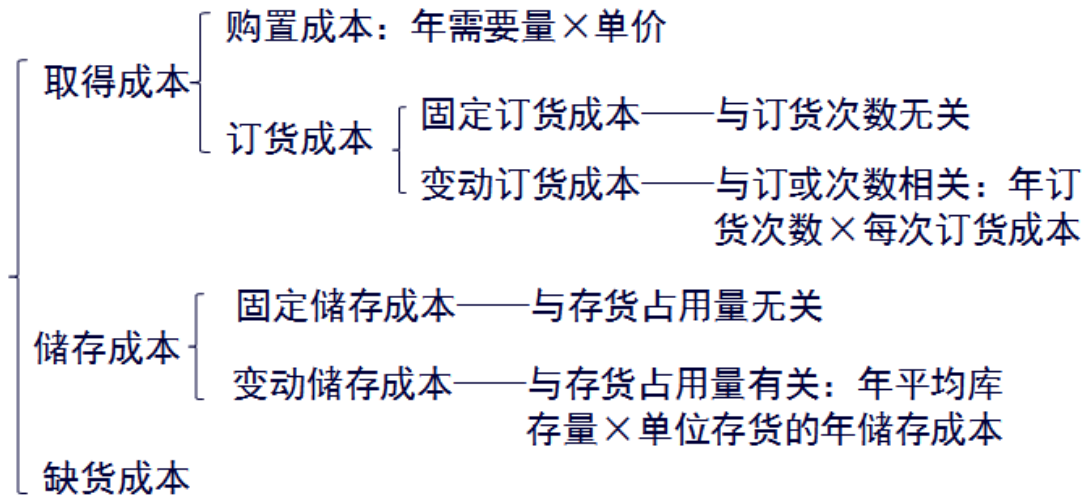 购置成本：年需要量×单价
取得成本
订货成本
固定订货成本——与订货次数无关
变动订货成本——与订或次数相关：年订
货次数×每次订货成本
固定储存成本——与存货占用量无关
储存成本
变动储存成本——与存货占用量有关：年平均库
存量×单位存货的年储存成本
缺货成本